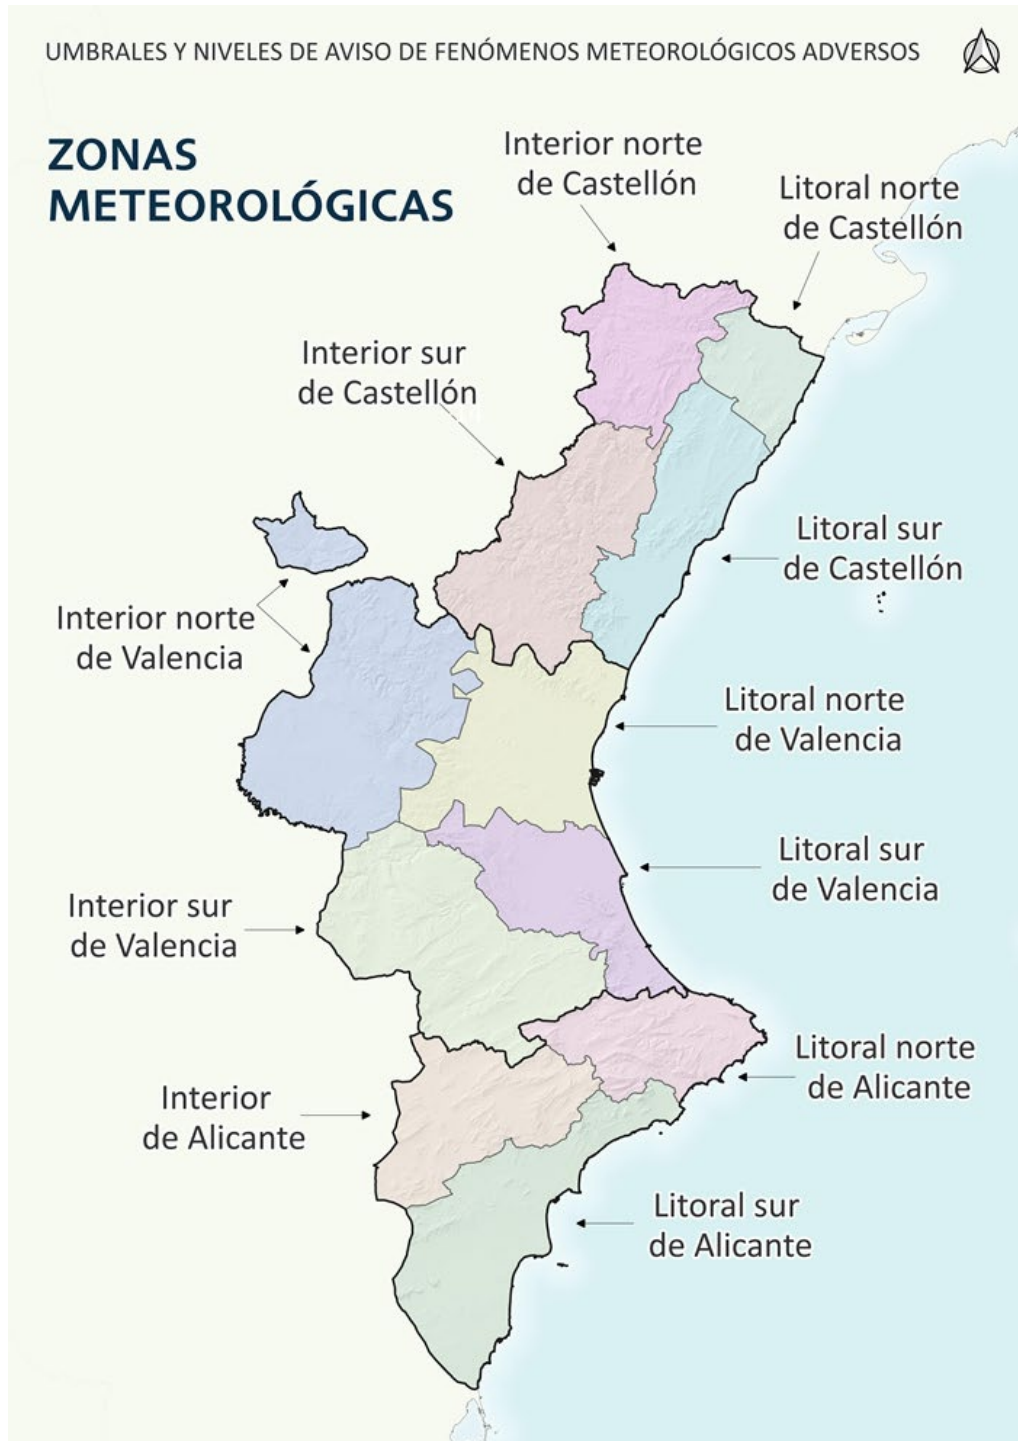 UMBRALES Y NIVELES DE AVISO DE FENÓMENOS METEOROLÓGICOS ADVERSOS
ZONAS
METEOROLÓGICAS
Interior norte
de Castellón
Litoral norte
de Castellón
Interior sur
de Castellón
Litoral sur
de Castellón
Interior norte
de Valencia
Litoral norte
de Valencia
Litoral sur
de Valencia
Interior sur
de Valencia
Litoral norte
de Alicante
Interior
de Alicante
Litoral sur
de Alicante